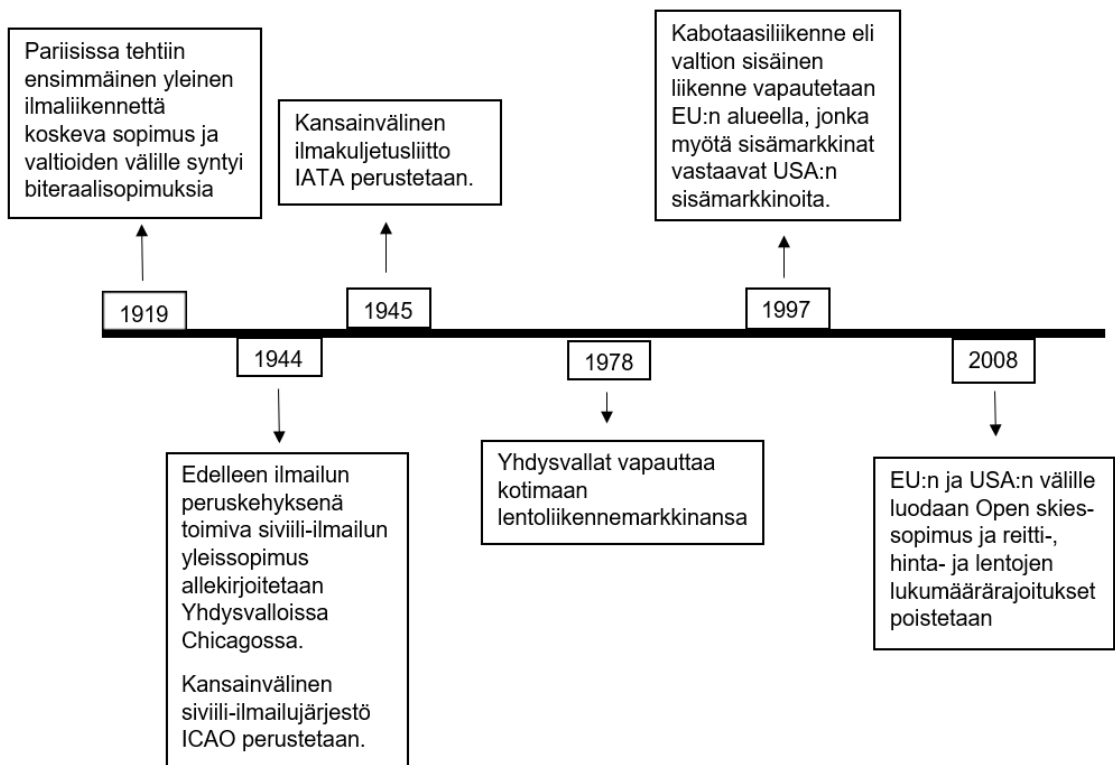 Pariisissa tehtiin
ensimmäinen yleinen
ilmaliikennettä
koskeva sopimus ja
valtioiden välille syntyi
biteraalisopimuksia
Kansainvälinen
ilmakuljetusliitto
IATA perustetaan.
Kabotaasiliikenne eli
valtion sisäinen
liikenne vapautetaan
EU:n alueella, jonka
myötä sisämarkkinat
vastaavat USA:n
sisämarkkinoita.
1919
1945
1997
1944
1978
2008
Edelleen ilmailun
peruskehyksenä
toimiva siviili-ilmailun
yleissopimus
allekirjoitetaan
Yhdysvalloissa
Chicagossa.
Kansainvälinen
siviili-ilmailujärjestö
ICAO perustetaan.
Yhdysvallat vapauttaa
kotimaan
lentoliikennemarkkinansa
EU:n ja USA:n välille
luodaan Open skies-
sopimus ja reitti-,
hinta- ja lentojen
lukumäärärajoitukset
poistetaan